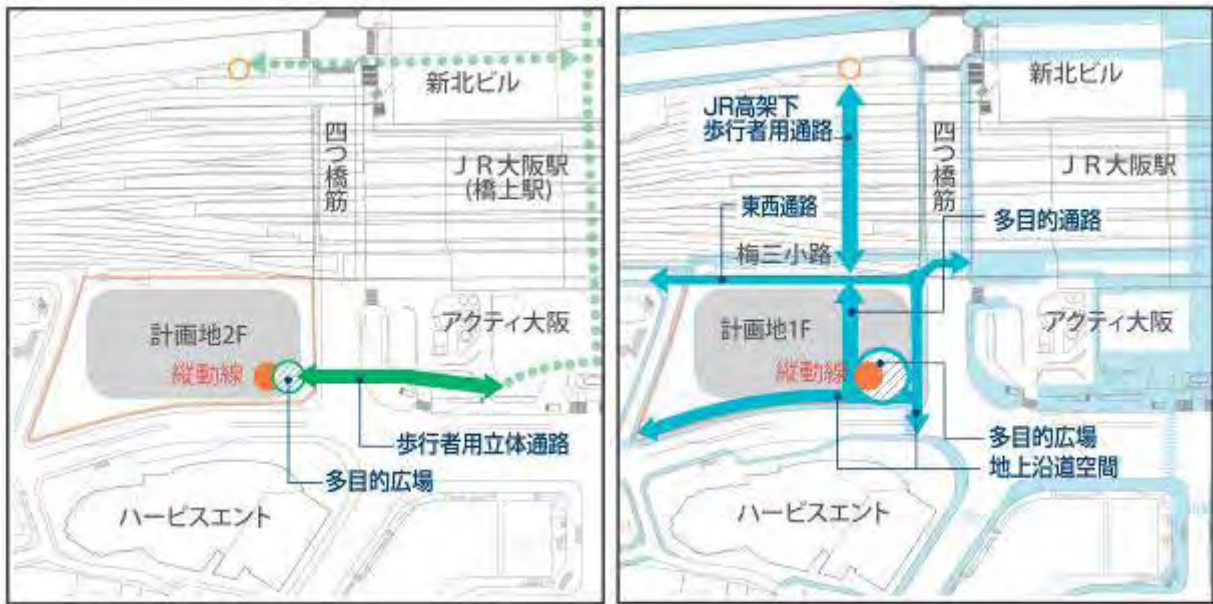 新北ビル
四つ橋筋
JR大阪駅
(橋上駅)
アクティ大阪
計画地2F
縦動線
歩行者用立体通路
多目的広場
ハービスエント
新北ビル
JR高架下
歩行者用通路
四つ橋筋
JR大阪駅
東西通路
多目的通路
梅三小路
アクティ大阪
計画地1F
縦動線
多目的広場
地上沿道空間
ハービスエント